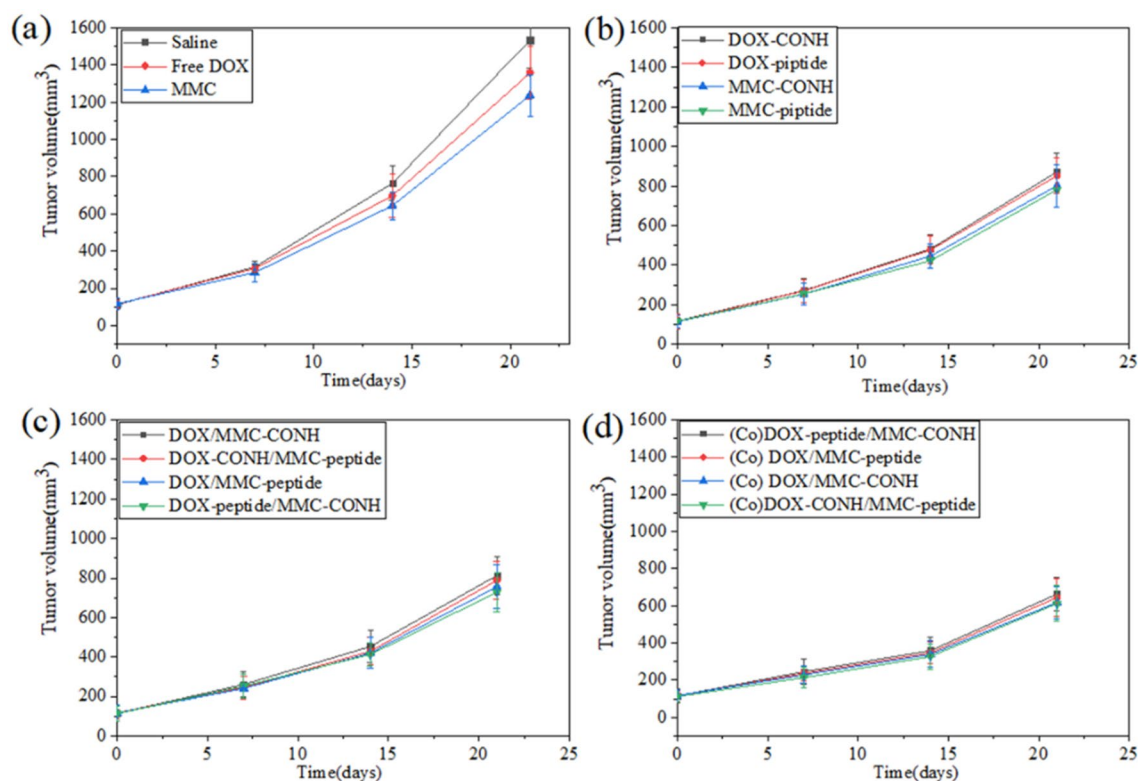 (a)
Saline
Free DOX
MMC
Tumor volume(mm³)
1600
1400
1200
1000
800
600
400
200
0
0 5 10 15 20
Time(days)
(b)
DOX-CONH
DOX-piptide
MMC-CONH
MMC-piptide
Tumor volume(mm³)
1600
1400
1200
1000
800
600
400
200
0
0 5 10 15 20 25
Time(days)
(c)
DOX/MMC-CONH
DOX-CONH/MMC-peptide
DOX/MMC-peptide
DOX-peptide/MMC-CONH
Tumor volume(mm³)
1600
1400
1200
1000
800
600
400
200
0
0 5 10 15 20 25
Time(days)
(d)
(Co)DOX-peptide/MMC-CONH
(Co) DOX/MMC-peptide
(Co) DOX/MMC-CONH
(Co)DOX-CONH/MMC-peptide
Tumor volume(mm³)
1600
1400
1200
1000
800
600
400
200
0
0 5 10 15 20 25
Time(days)